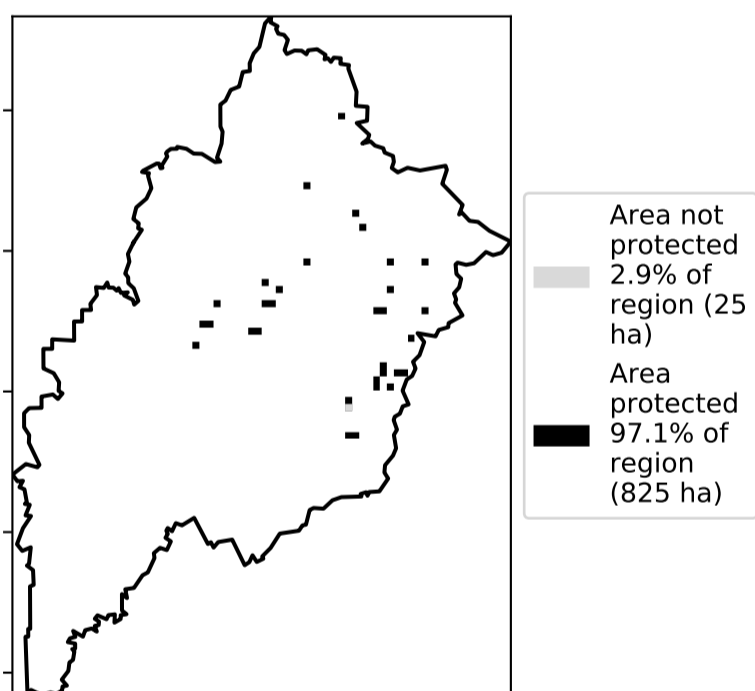 Area not
protected
2.9% of
region (25
ha)
Area
protected
97.1% of
region
(825 ha)